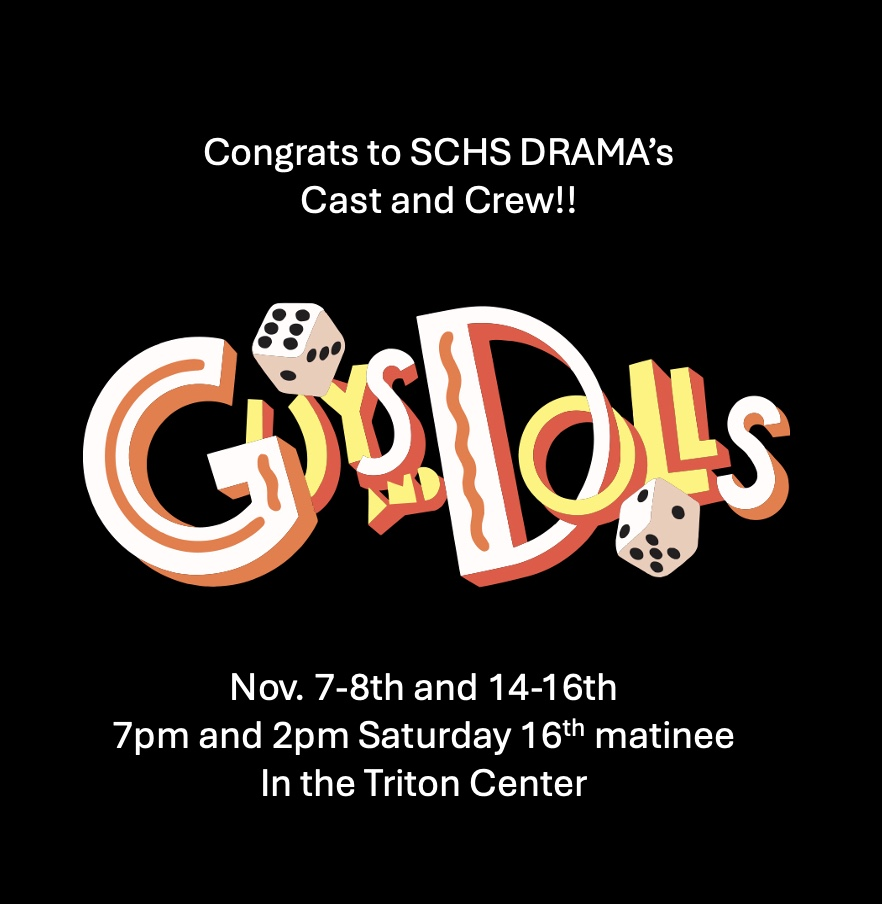 Congrats to SCHS DRAMA’s
Cast and Crew!!
GUYS
AND
DOLLS
Nov. 7-8th and 14-16th
7pm and 2pm Saturday 16th matinee
In the Triton Center